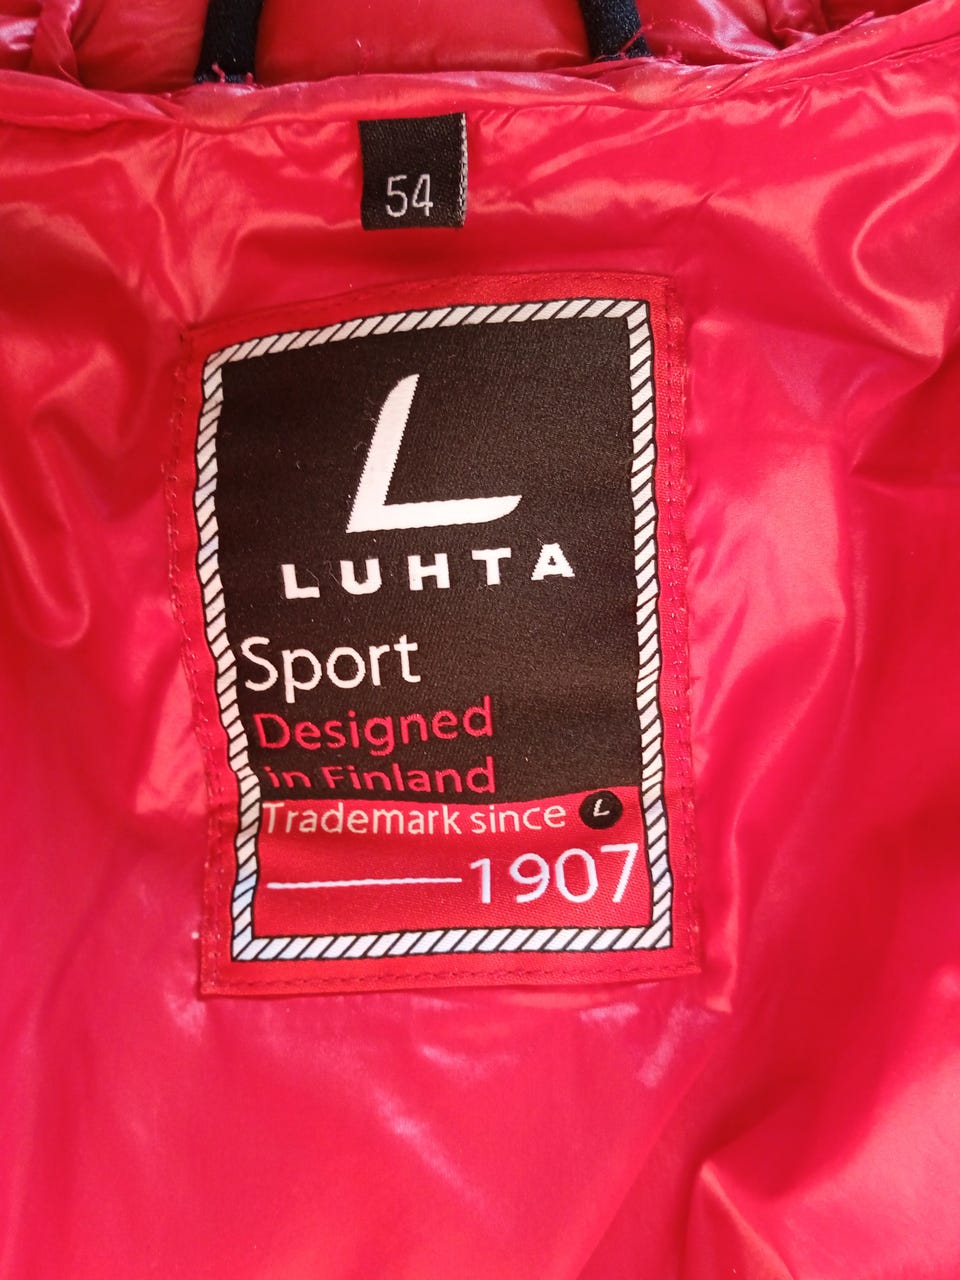 54
L
LUHTA
Sport
Designed
in Finland
Trademark since L
1907